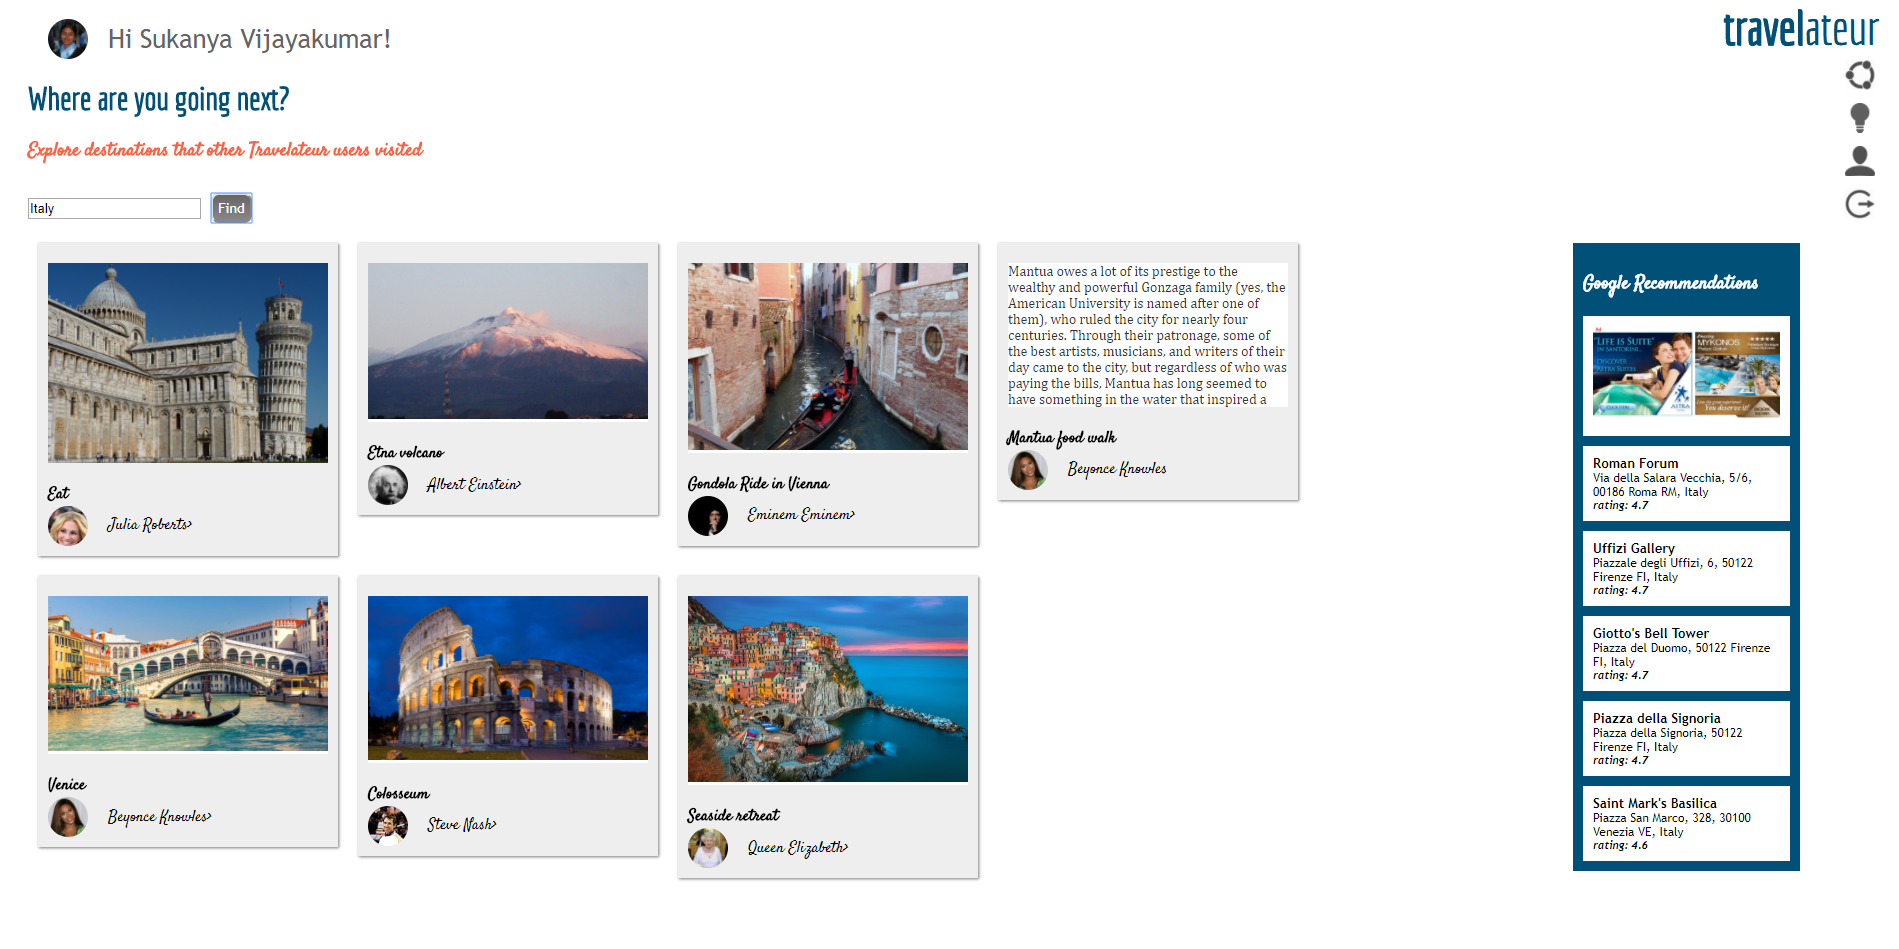 Hi Sukanya Vijayakumar!
travelateur
Where are you going next?
Explore destinations that other Travelateur users visited
Italy
Find
Eat
Julia Roberts>
Etna volcano
Albert Einstein>
Gondola Ride in Vienna
Eminem Eminem>
Mantua owes a lot of its prestige to the
wealthy and powerful Gonzaga family (yes, the
American University is named after one of
them), who ruled the city for nearly four
centuries. Through their patronage, some of
the best artists, musicians, and writers of their
day came to the city, but regardless of who was
paying the bills, Mantua has long seemed to
have something in the water that inspired a
Mantua food walk
Beyonce Knowles
Venice
Beyonce Knowles>
Colosseum
Steve Nash>
Seaside retreat
Queen Elizabeth>
Google Recommendations
"LIFE IS SUITE"
IN SANTORINI
DISCOVER
ASTRA SUITES
ASTRA
MYKONOS
You deserve it!
Roman Forum
Via della Salara Vecchia, 5/6,
00186 Roma RM, Italy
rating: 4.7
Uffizi Gallery
Piazzale degli Uffizi, 6, 50122
Firenze FI, Italy
rating: 4.7
Giotto's Bell Tower
Piazza del Duomo, 50122 Firenze
FI, Italy
rating: 4.7
Piazza della Signoria
Piazza della Signoria, 50122
Firenze FI, Italy
rating: 4.7
Saint Mark's Basilica
Piazza San Marco, 328, 30100
Venezia VE, Italy
rating: 4.6